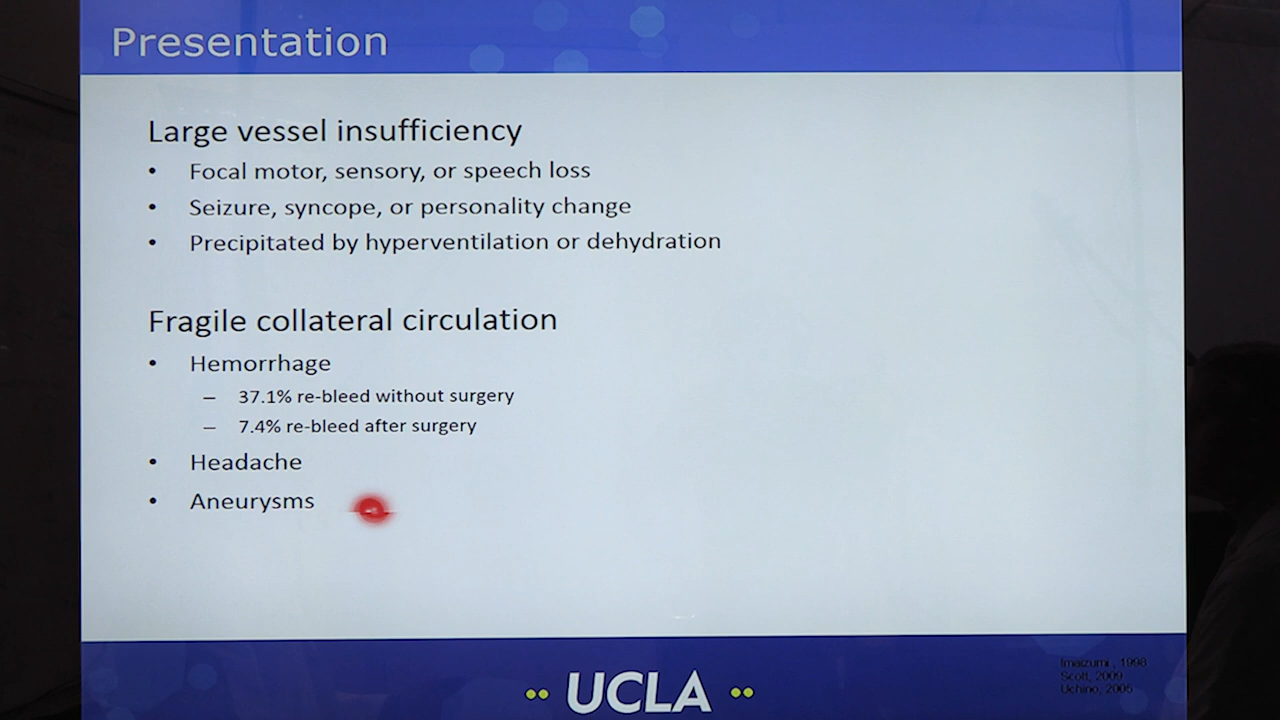 Presentation
Large vessel insufficiency
• Focal motor, sensory, or speech loss
• Seizure, syncope, or personality change
• Precipitated by hyperventilation or dehydration
Fragile collateral circulation
• Hemorrhage
– 37.1% re-bleed without surgery
– 7.4% re-bleed after surgery
• Headache
• Aneurysms
UCLA
Imaizumi , 1998
Scott, 2009
Uchino, 2005